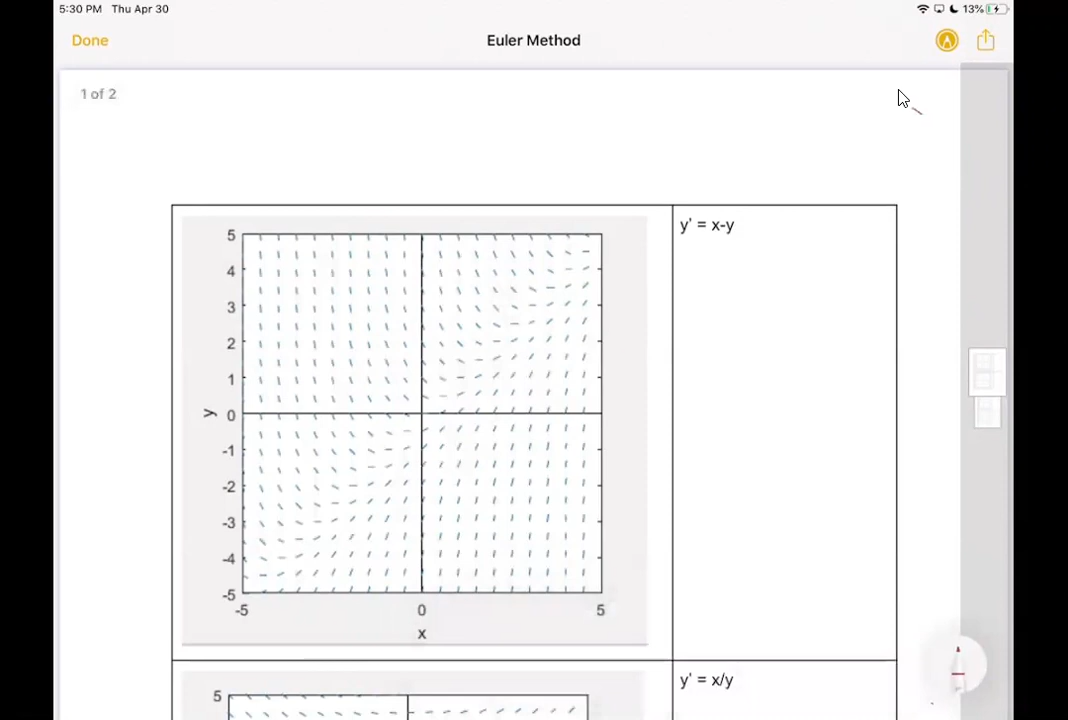 5:30 PM Thu Apr 30 13%
Done Euler Method
1 of 2
y' = x-y
5
4
3
2
1
y 0
-1
-2
-3
-4
-5
-5 0 5
x
y' = x/y
5